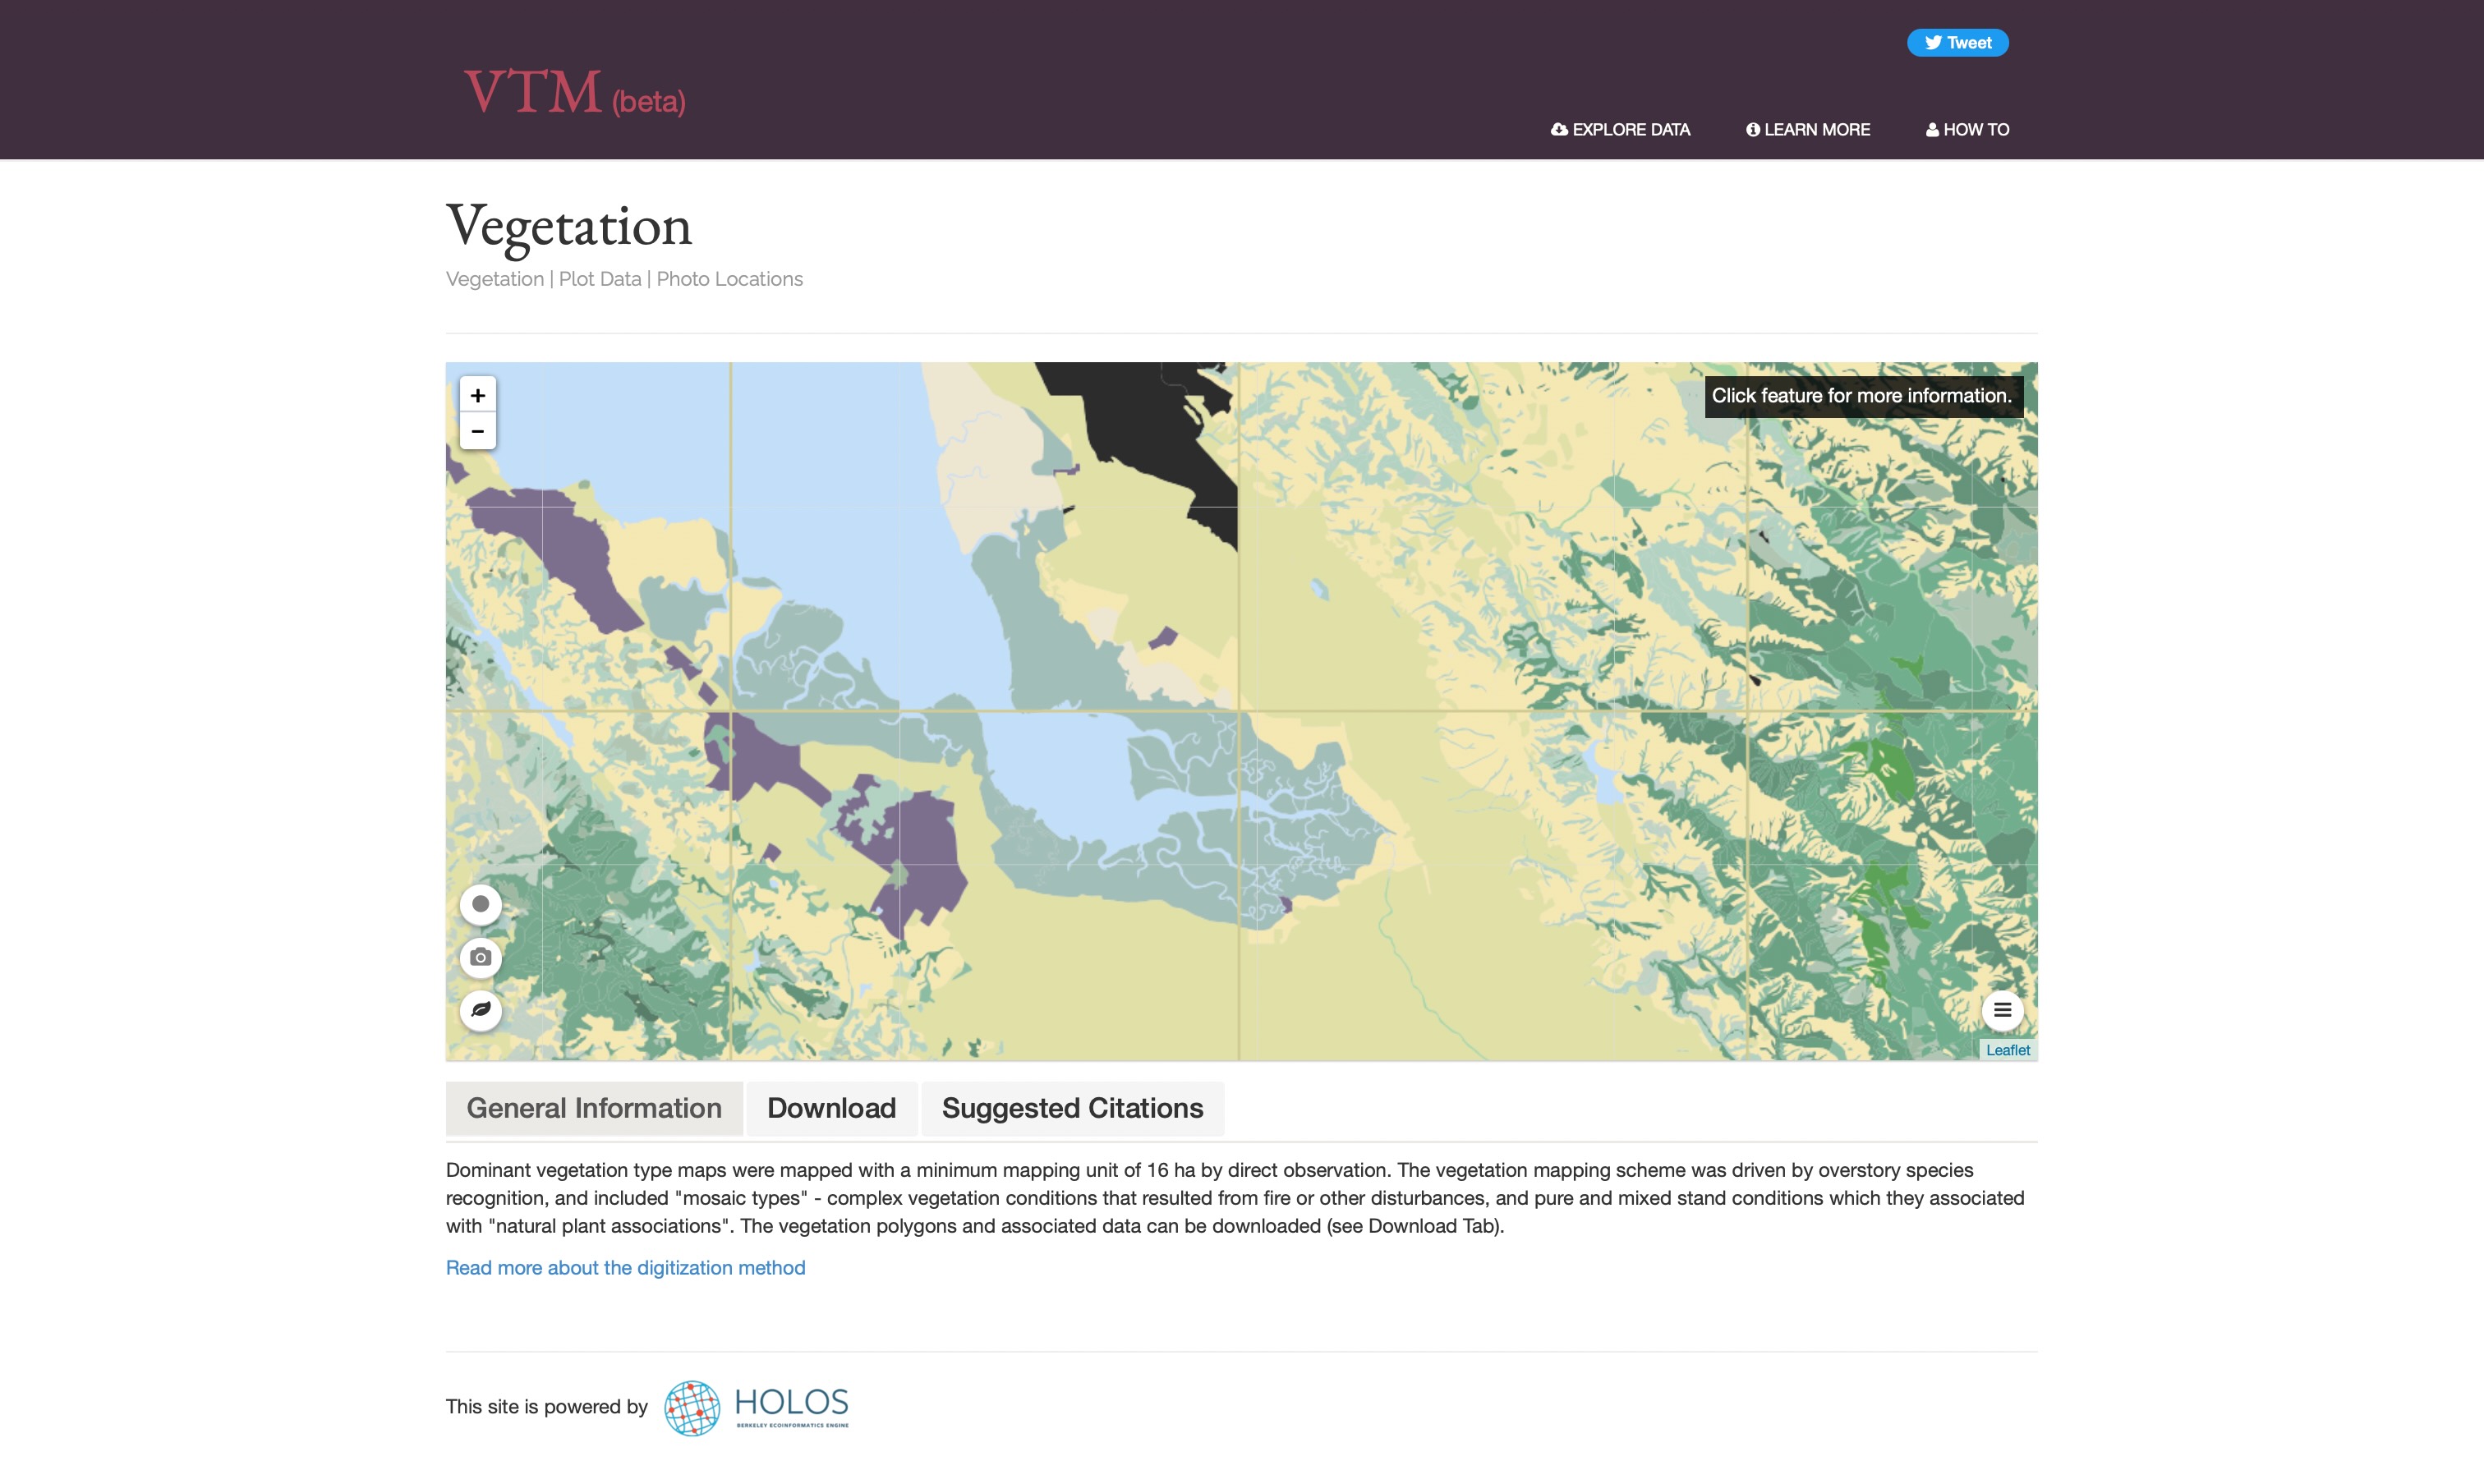 Tweet
VTM (beta)
EXPLORE DATA
LEARN MORE
HOW TO
Vegetation
Vegetation | Plot Data | Photo Locations
+
−
Click feature for more information.
Leaflet
General Information
Download
Suggested Citations
Dominant vegetation type maps were mapped with a minimum mapping unit of 16 ha by direct observation. The vegetation mapping scheme was driven by overstory species
recognition, and included "mosaic types" - complex vegetation conditions that resulted from fire or other disturbances, and pure and mixed stand conditions which they associated
with "natural plant associations". The vegetation polygons and associated data can be downloaded (see Download Tab).
Read more about the digitization method
This site is powered by
HOLOS
BERKELEY ECOINFORMATICS ENGINE